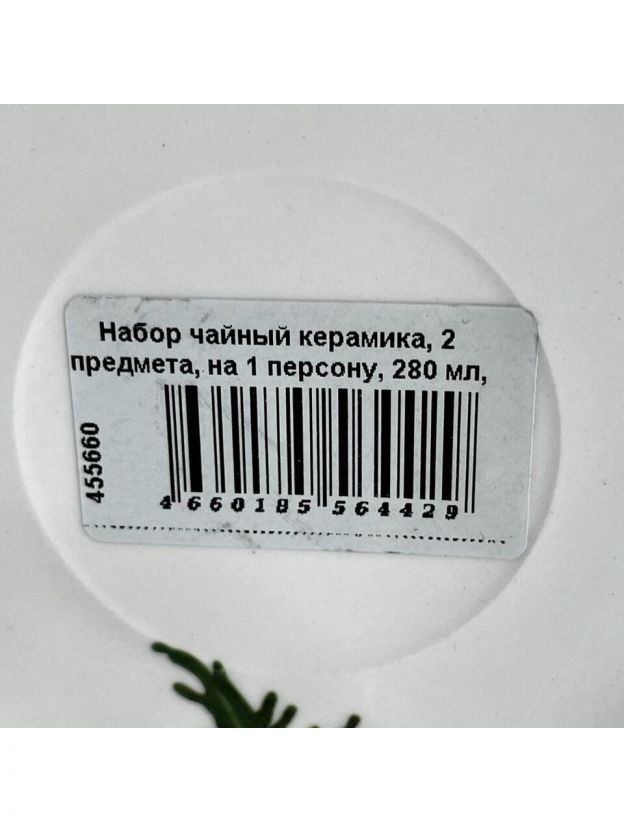 Набор чайный керамика, 2
предмета, на 1 персону, 280 мл,
455660
4 660185 564429